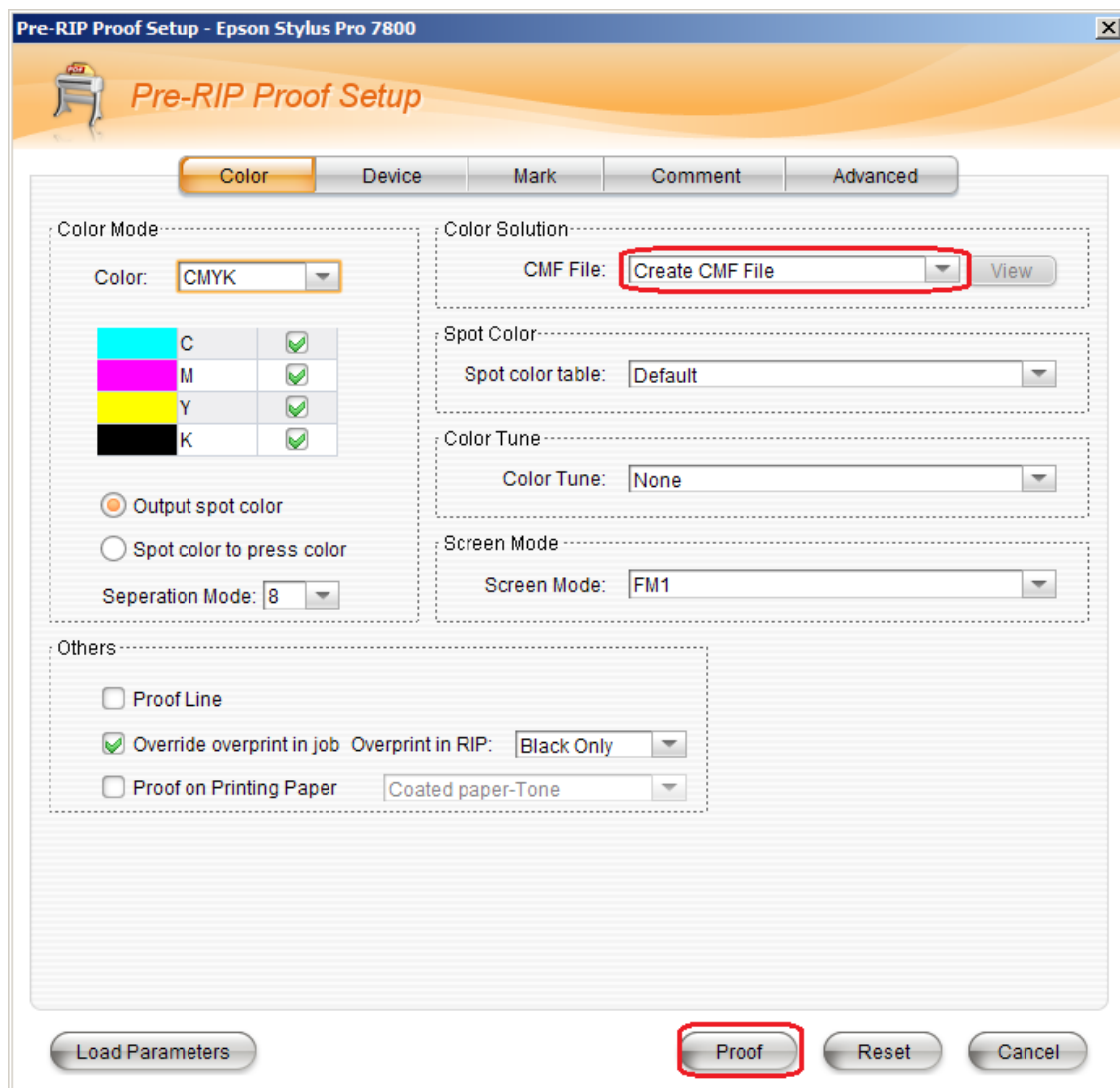 Pre-RIP Proof Setup - Epson Stylus Pro 7800
Pre-RIP Proof Setup
Color Device Mark Comment Advanced
Color Mode
Color: CMYK
C
M
Y
K
Output spot color
Spot color to press color
Seperation Mode: 8
Color Solution
CMF File: Create CMF File View
Spot Color
Spot color table: Default
Color Tune
Color Tune: None
Screen Mode
Screen Mode: FM1
Others
Proof Line
Override overprint in job Overprint in RIP: Black Only
Proof on Printing Paper Coated paper-Tone
Load Parameters Proof Reset Cancel